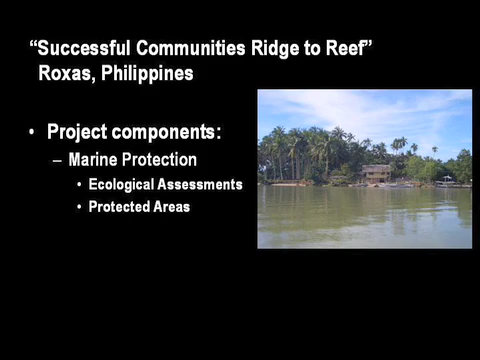 “Successful Communities Ridge to Reef”
Roxas, Philippines
• Project components:
– Marine Protection
• Ecological Assessments
• Protected Areas